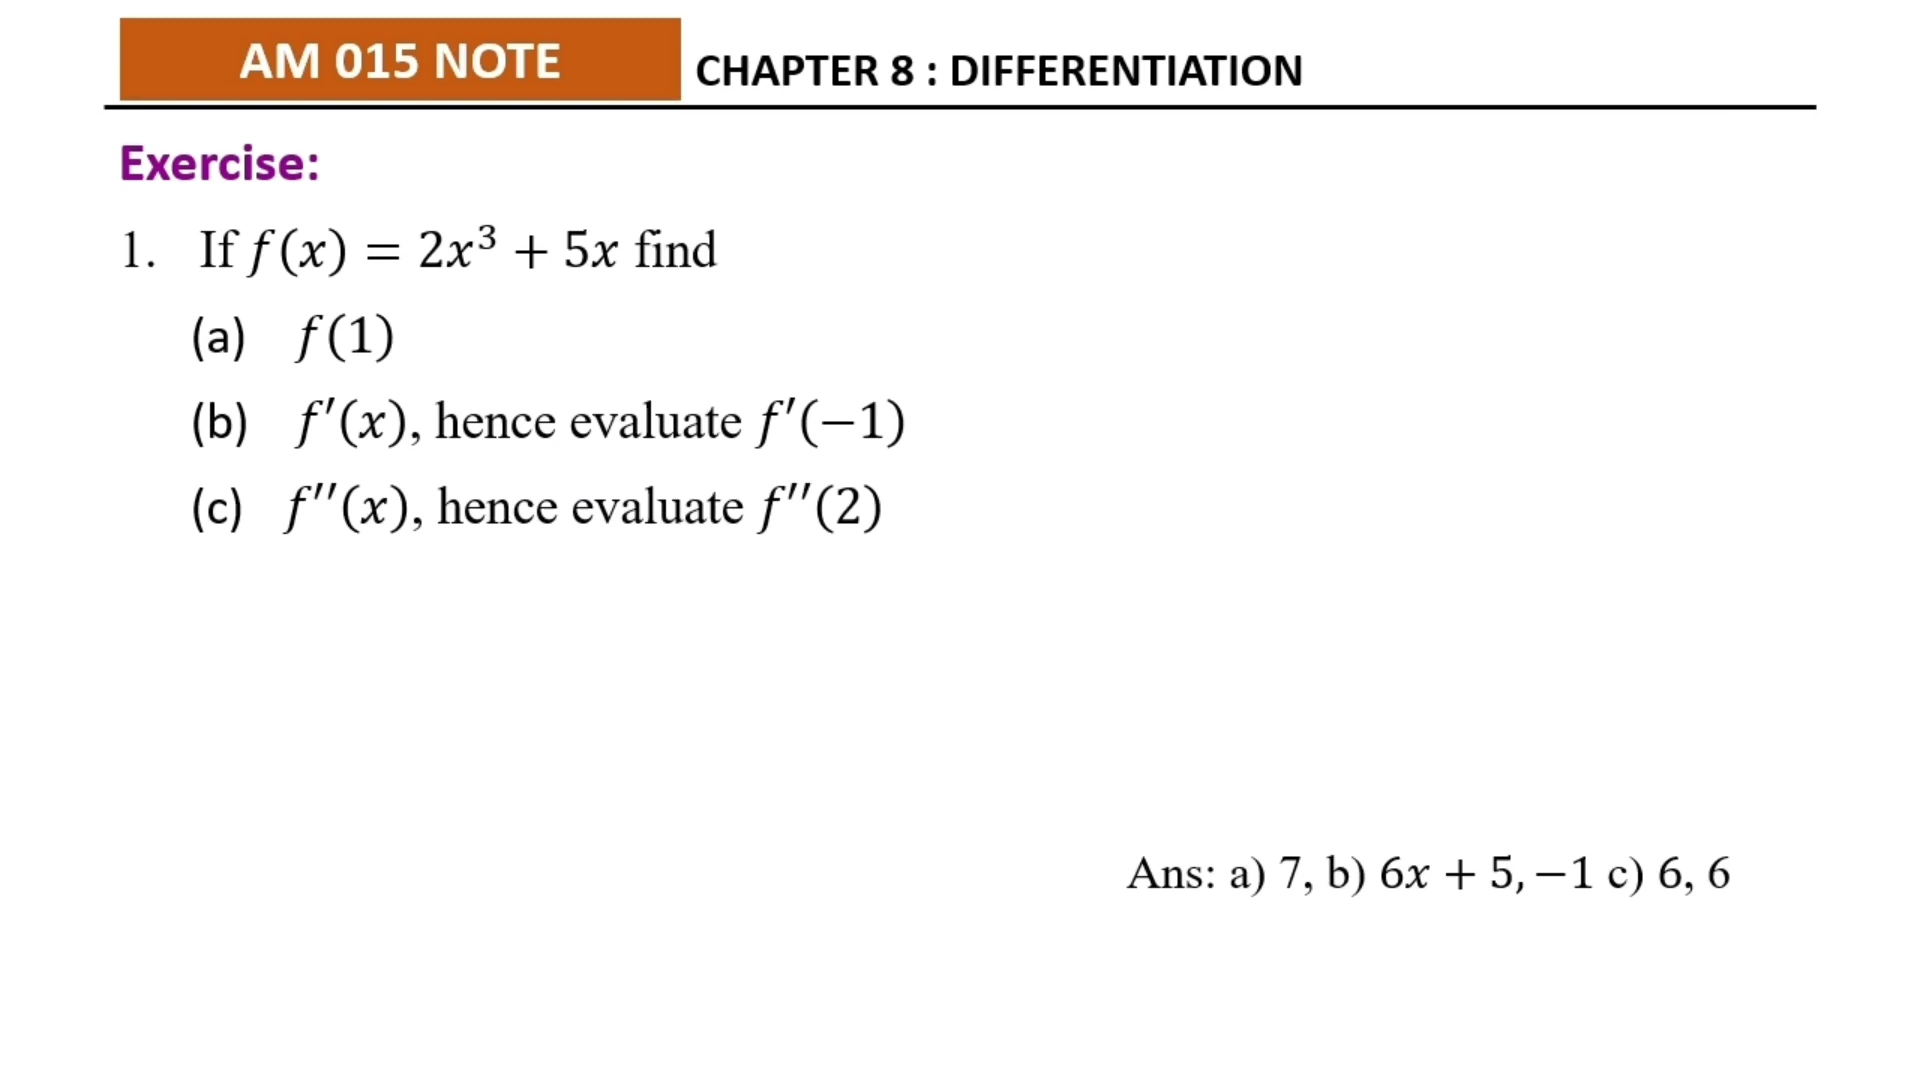 AM 015 NOTE
CHAPTER 8 : DIFFERENTIATION
Exercise:
1. If f(x) = 2x³ + 5x find
(a) f(1)
(b) f′(x), hence evaluate f′(−1)
(c) f′′(x), hence evaluate f′′(2)
Ans: a) 7, b) 6x + 5, −1 c) 6, 6